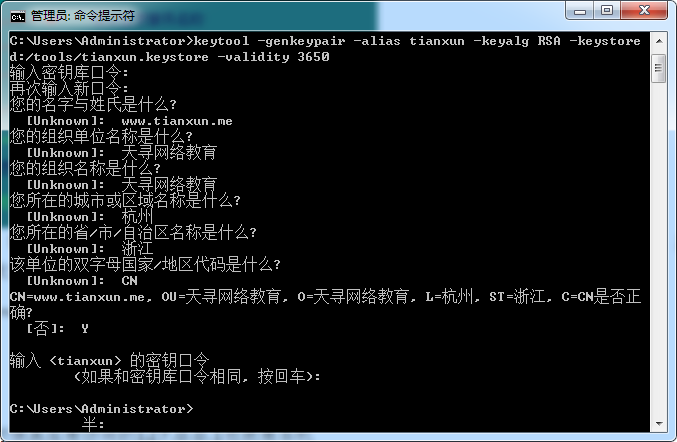 管理员: 命令提示符
C:\Users\Administrator>keytool -genkeypair -alias tianxun -keyalg RSA -keystore
d:/tools/tianxun.keystore -validity 3650
输入密钥库口令:
再次输入新口令:
您的名字与姓氏是什么?
[Unknown]:  www.tianxun.me
您的组织单位名称是什么?
[Unknown]:  天寻网络教育
您的组织名称是什么?
[Unknown]:  天寻网络教育
您所在的城市或区域名称是什么?
[Unknown]:  杭州
您所在的省/市/自治区名称是什么?
[Unknown]:  浙江
该单位的双字母国家/地区代码是什么?
[Unknown]:  CN
CN=www.tianxun.me, OU=天寻网络教育, O=天寻网络教育, L=杭州, ST=浙江, C=CN是否正
确?
[否]:  Y
输入 <tianxun> 的密钥口令
(如果和密钥库口令相同, 按回车):
C:\Users\Administrator>
半: